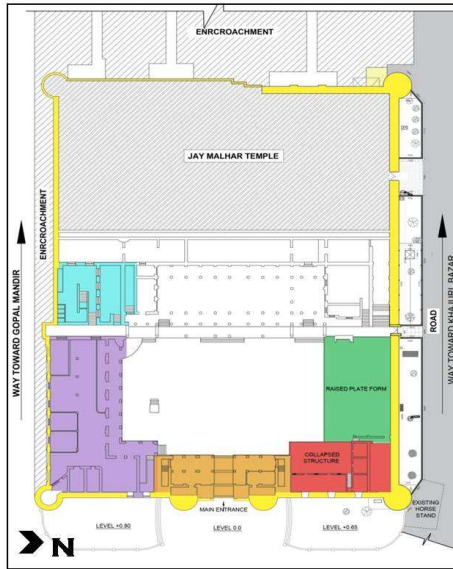 ENRCROACHMENT
JAY MALHAR TEMPLE
ENRCROACHMENT
WAY TOWARD GOPAL MANDIR
ROAD
WAY TOWARD KHAJURI BAZAR
RAISED PLATE FORM
COLLAPSED
STRUCTURE
MAIN ENTRANCE
LEVEL +0.80
LEVEL 0.0
LEVEL +0.65
EXISTING
HORSE
STAND
N